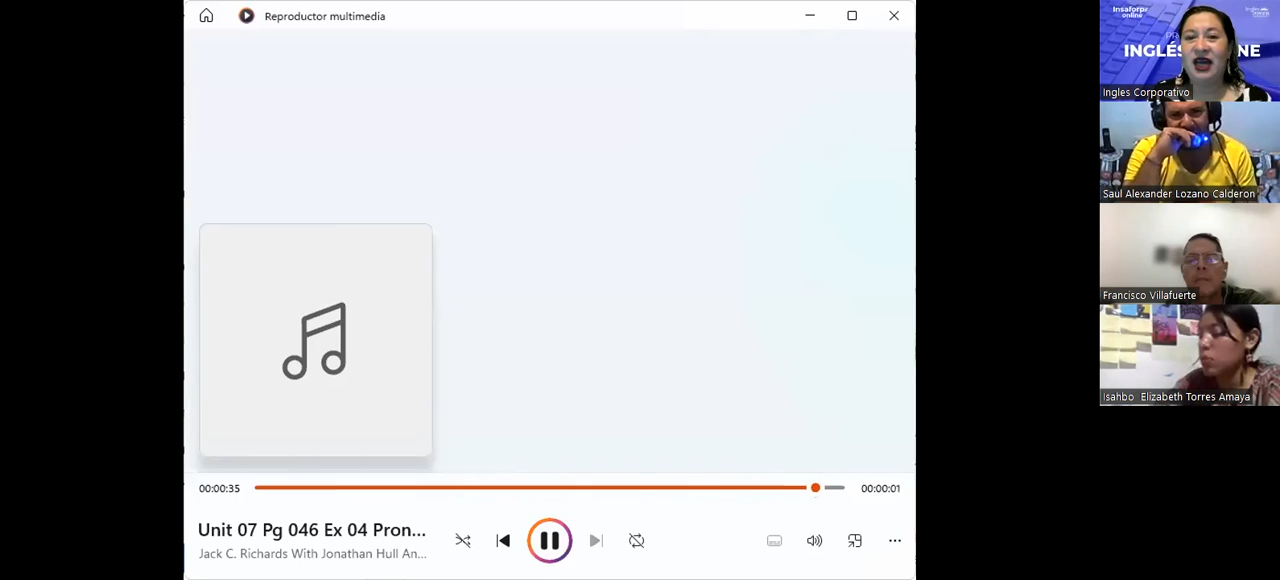 Reproductor multimedia
00:00:35
00:00:01
Unit 07 Pg 046 Ex 04 Pron...
Jack C. Richards With Jonathan Hull An...
Insaforp
online
INGLÉS
NE
Ingles Corporativo
Saul Alexander Lozano Calderon
Francisco Villafuerte
Isahbo Elizabeth Torres Amaya